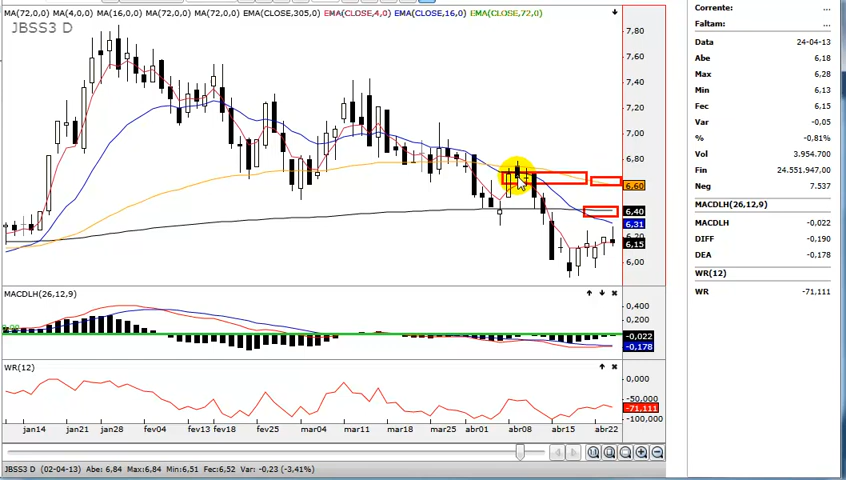 MA(72,0,0) MA(4,0,0) MA(16,0,0) MA(72,0,0) MA(72,0,0) EMA(CLOSE,305,0) EMA(CLOSE,4,0) EMA(CLOSE,16,0) EMA(CLOSE,72,0)
JBSS3 D
7,80
7,60
7,40
7,20
7,00
6,80
6,60
6,40
6,31
6,20
6,15
6,00
MACDLH(26,12,9)
0,400
0,200
-0,022
-0,178
WR(12)
0,000
-50,000
-71,111
-100,000
jan14 jan21 jan28 fev04 fev13 fev18 fev25 mar04 mar11 mar18 mar25 abr01 abr08 abr15 abr22
JBSS3 D (02-04-13) Abe: 6,84 Max:6,84 Min:6,51 Fec:6,52 Var: -0,23 (-3,41%)
Corrente: ...
Faltam: ...
Data 24-04-13
Abe 6,18
Max 6,28
Min 6,13
Fec 6,15
Var -0,05
% -0,81%
Vol 3.954.700
Fin 24.551.947,00
Neg 7.537
MACDLH(26,12,9)
MACDLH -0,022
DIFF -0,190
DEA -0,178
WR(12)
WR -71,111